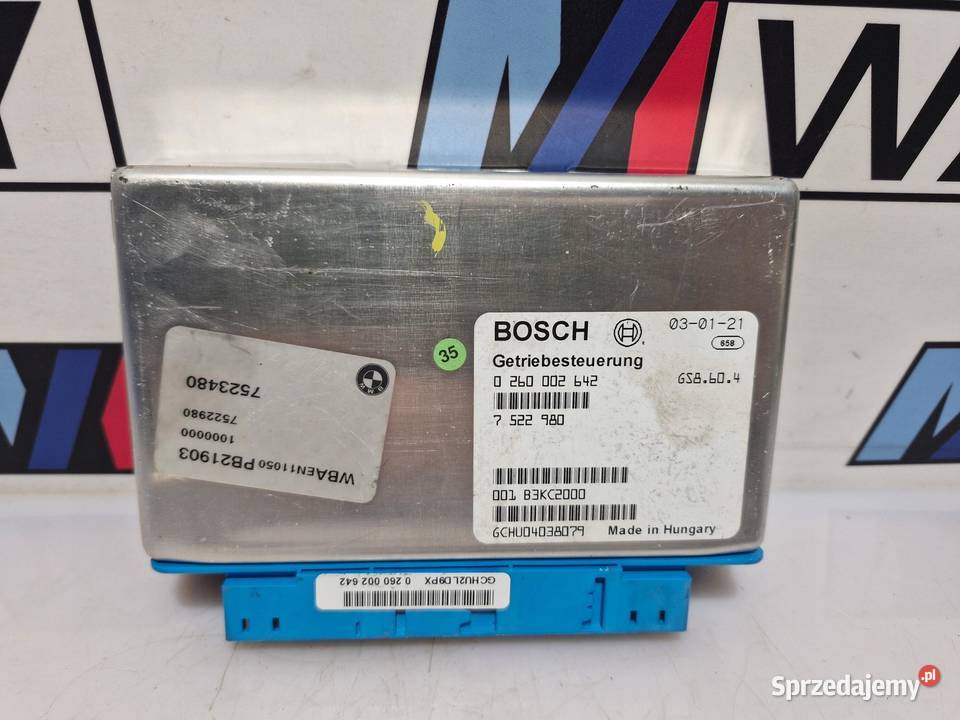 W
BOSCH
03-01-21
658
Getriebesteuerung
0 260 002 642
GS8.60.4
7 522 980
001 B3KC2000
GCHU04038079
Made in Hungary
35
BMW
7523480
7522980
1000000
WBAEN11050 PB21903
GCHU2LD9PX 0 260 002 642
Sprzedajemy.pl